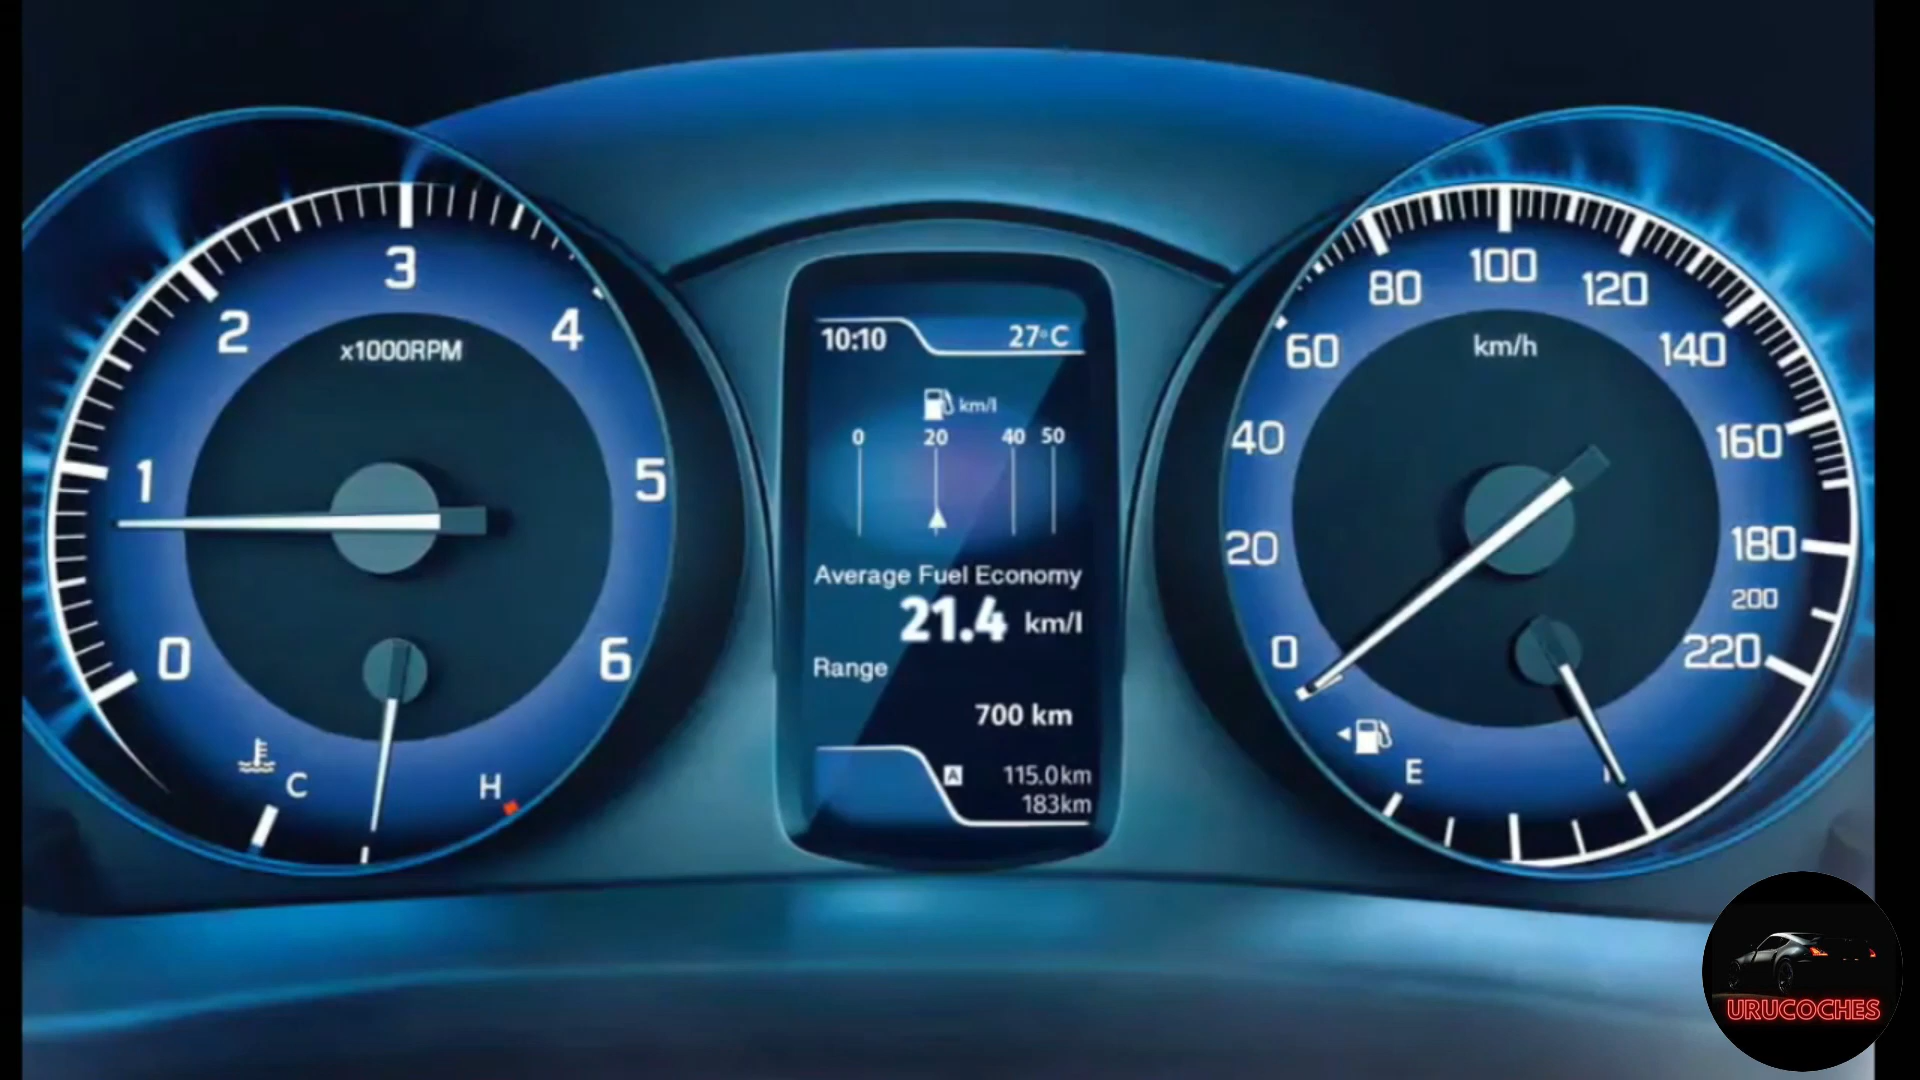 0
1
2
3
4
5
6
x1000RPM
C
H
10:10
27°C
km/l
0 20 40 50
Average Fuel Economy
21.4 km/l
Range
700 km
A 115.0km
183km
0
20
40
60
80
100
120
140
160
180
200
220
km/h
E
URUCOCHES